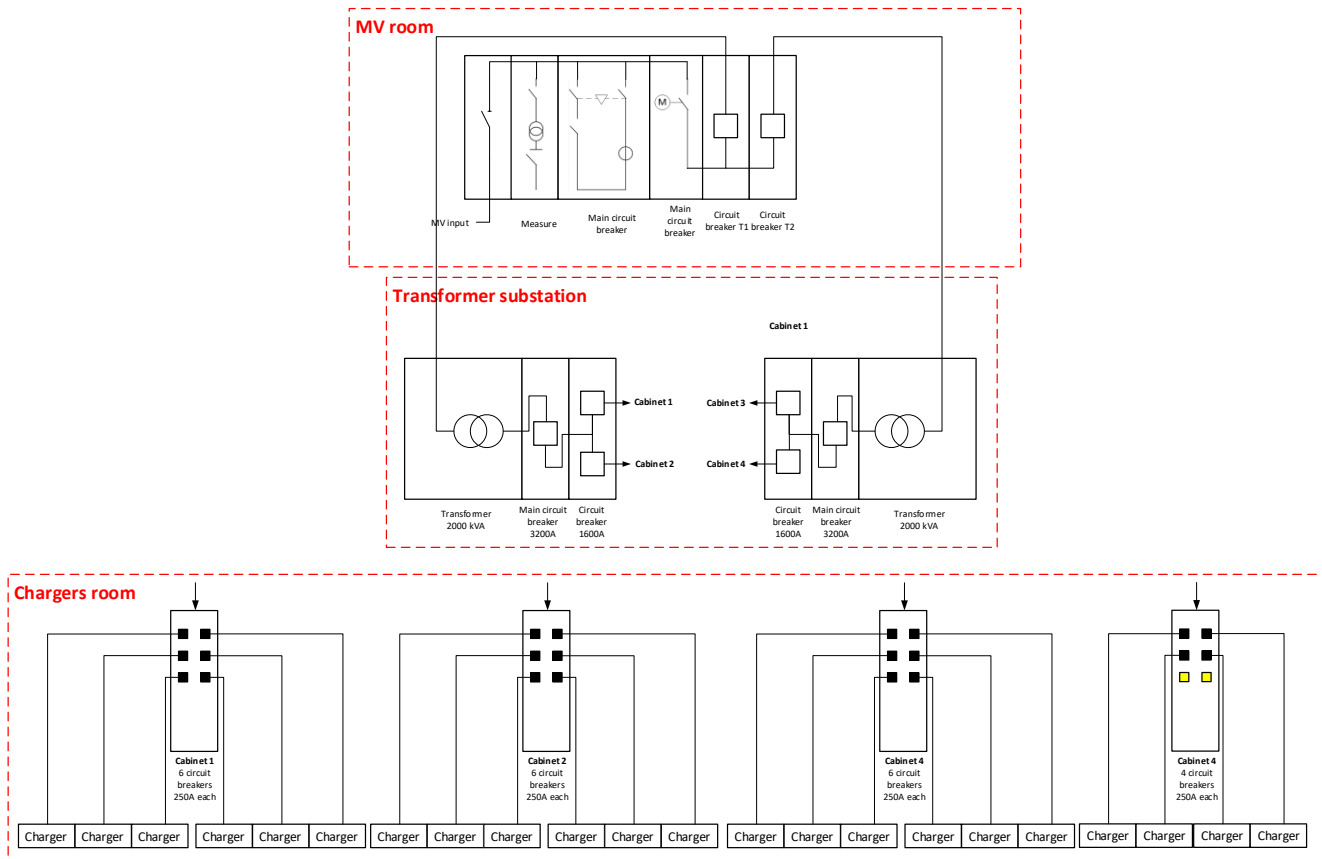 MV room
M
MV input
Measure
Main circuit
breaker
Main
circuit
breaker
Circuit
breaker T1
Circuit
breaker T2
Transformer substation
Cabinet 1
Cabinet 1
Cabinet 2
Cabinet 3
Cabinet 4
Transformer
2000 kVA
Main circuit
breaker
3200A
Circuit
breaker
1600A
Circuit
breaker
1600A
Main circuit
breaker
3200A
Transformer
2000 kVA
Chargers room
Cabinet 1
6 circuit
breakers
250A each
Cabinet 2
6 circuit
breakers
250A each
Cabinet 4
6 circuit
breakers
250A each
Cabinet 4
4 circuit
breakers
250A each
Charger Charger Charger Charger Charger Charger Charger Charger Charger Charger Charger Charger Charger Charger Charger Charger Charger Charger Charger Charger Charger Charger